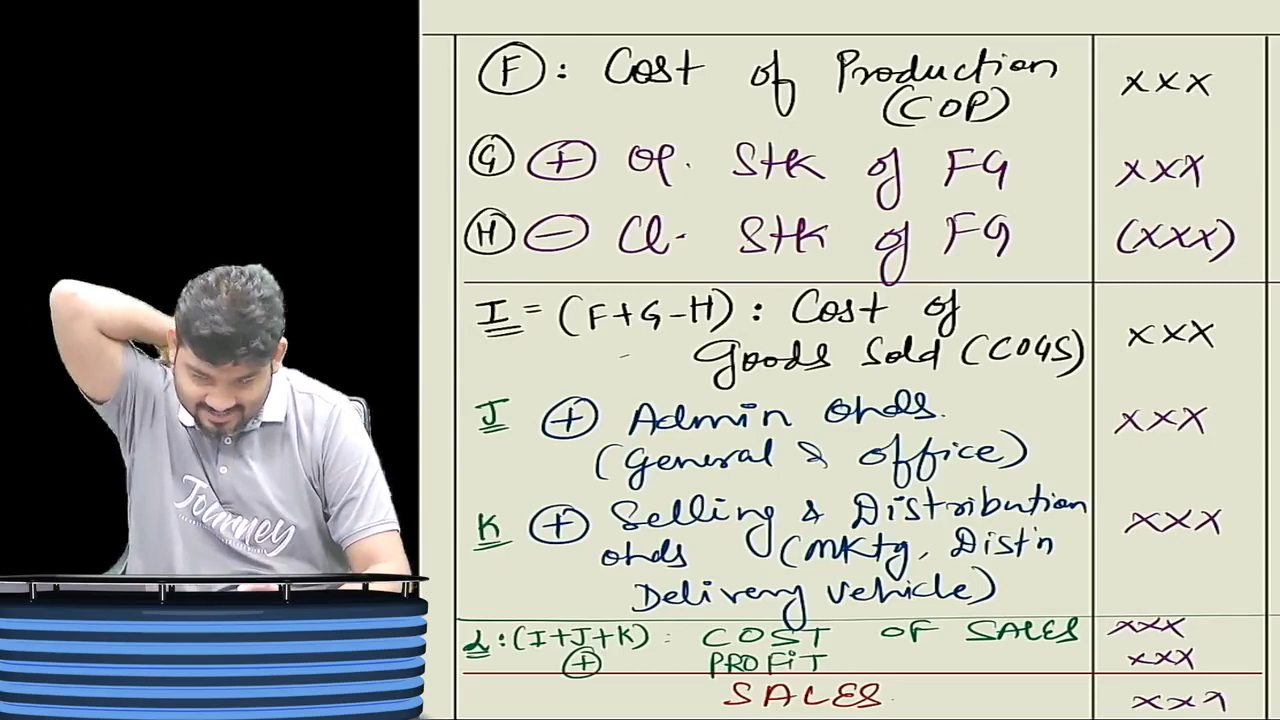 F : Cost of Production xxx
(COP)
G + Op. Stk of FG xxx
H - Cl. Stk of FG (xxx)
I = (F+G-H) : Cost of
Goods Sold (COGS) xxx
J + Admin ohds. xxx
(General & office)
K + Selling & Distribution xxx
ohds (Mktg, Dist'n
Delivery vehicle)
L : (I+J+K) : COST OF SALES xxx
+ PROFIT xxx
SALES xxx
Journey